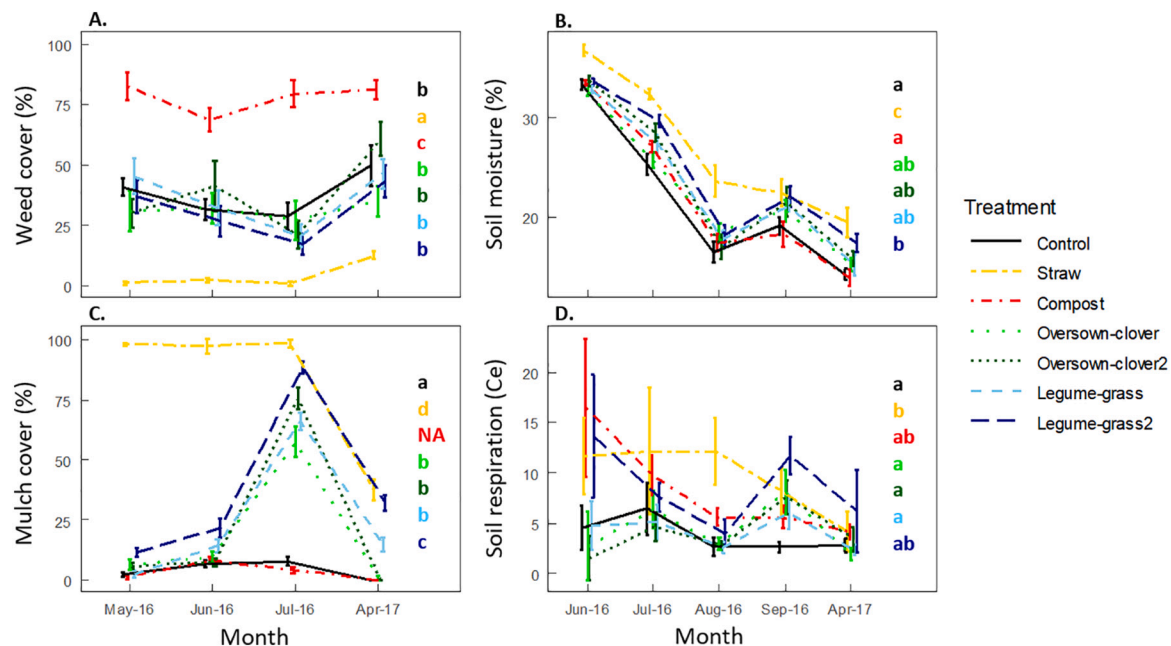 A.
Weed cover (%)
100
75
50
25
0
b
a
c
b
b
b
b
B.
Soil moisture (%)
30
20
a
c
a
ab
ab
ab
b
C.
Mulch cover (%)
100
75
50
25
0
a
d
NA
b
b
b
c
May-16 Jun-16 Jul-16 Apr-17
Month
D.
Soil respiration (Ce)
20
15
10
5
0
a
b
ab
a
a
a
ab
Jun-16 Jul-16 Aug-16 Sep-16 Apr-17
Month
Treatment
Control
Straw
Compost
Oversown-clover
Oversown-clover2
Legume-grass
Legume-grass2